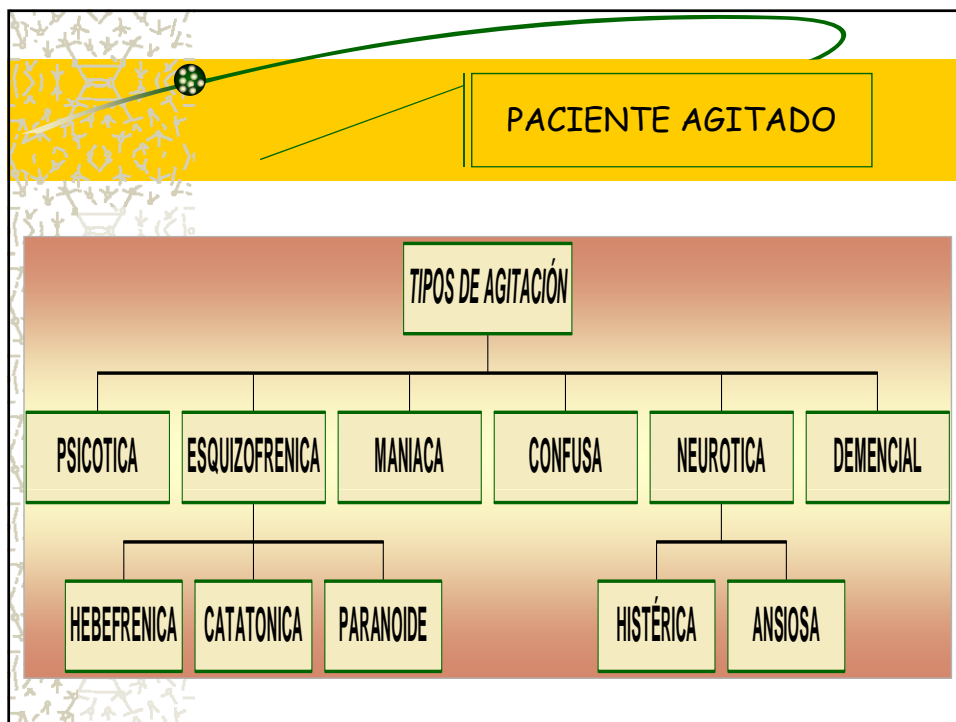 PACIENTE AGITADO
TIPOS DE AGITACIÓN
PSICOTICA
ESQUIZOFRENICA
MANIACA
CONFUSA
NEUROTICA
DEMENCIAL
HEBEFRENICA
CATATONICA
PARANOIDE
HISTÉRICA
ANSIOSA